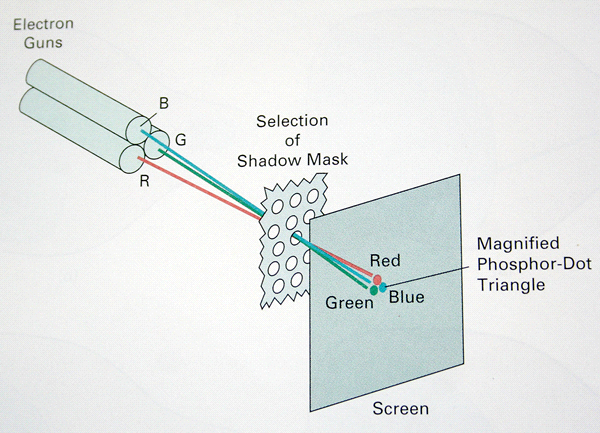 Electron
Guns
B
G
R
Selection
of
Shadow Mask
Red
Green
Blue
Magnified
Phosphor-Dot
Triangle
Screen